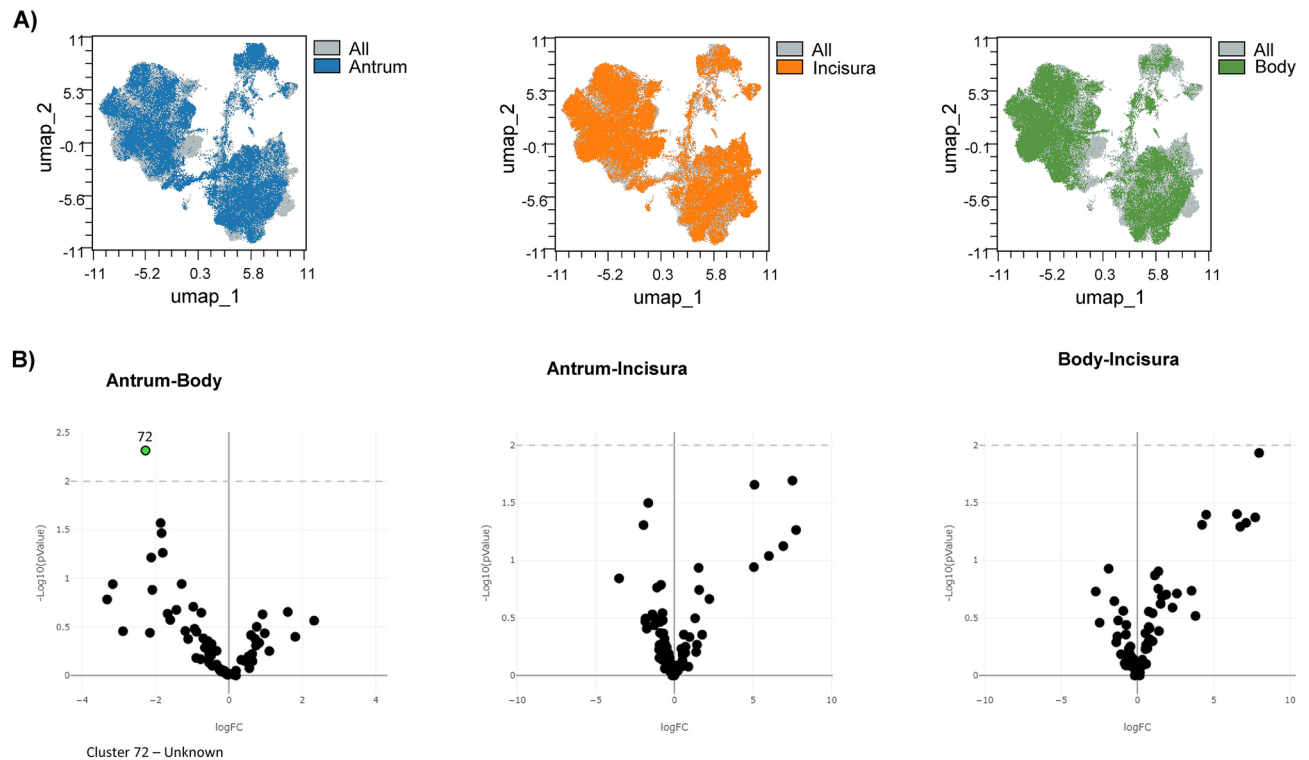 A)
All
Antrum
11
5.3
-0.1
-5.6
-11
umap_2
-11 -5.2 0.3 5.8 11
umap_1
All
Incisura
11
5.3
-0.1
-5.6
-11
umap_2
-11 -5.2 0.3 5.8 11
umap_1
All
Body
11
5.3
-0.1
-5.6
-11
umap_2
-11 -5.2 0.3 5.8 11
umap_1
B)
Antrum-Body
2.5
2
1.5
1
0.5
0
-Log10(pValue)
72
−4 −2 0 2 4
logFC
Cluster 72 – Unknown
Antrum-Incisura
2
1.5
1
0.5
0
-Log10(pValue)
−10 −5 0 5 10
logFC
Body-Incisura
2
1.5
1
0.5
0
-Log10(pValue)
−10 −5 0 5 10
logFC